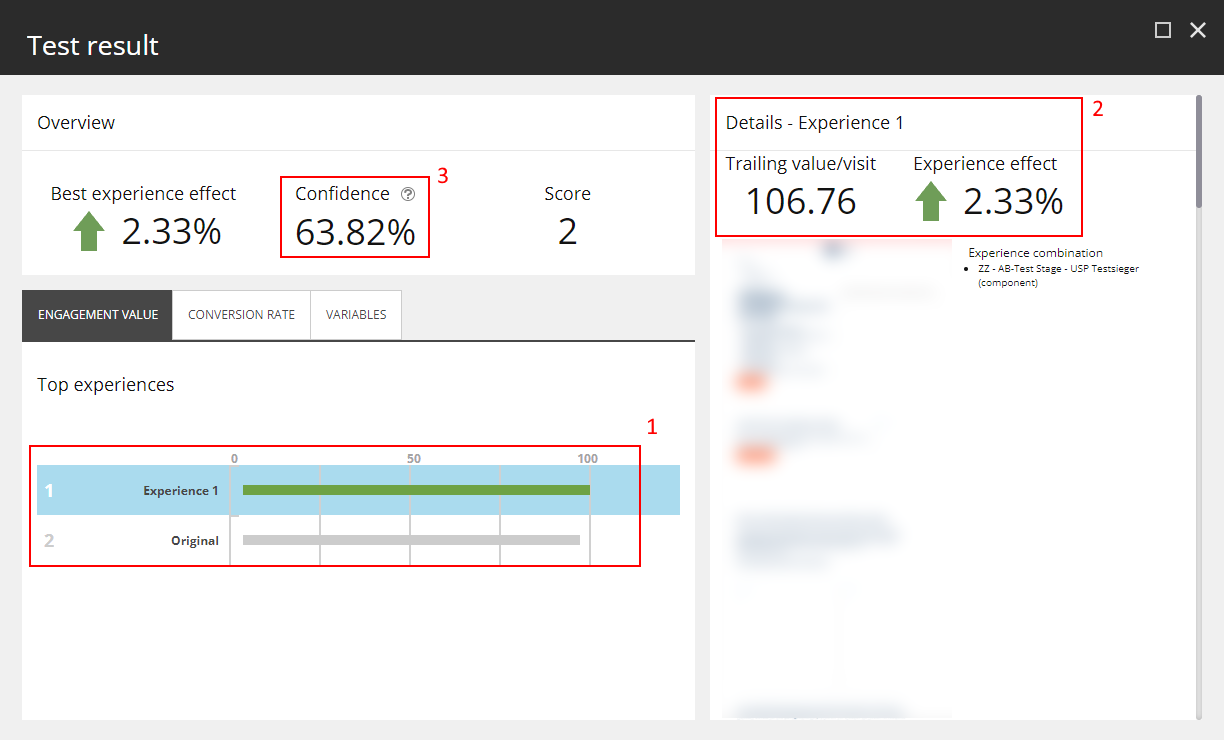 Test result
Overview
Best experience effect
Confidence ?
Score
2.33%
63.82%
2
3
ENGAGEMENT VALUE
CONVERSION RATE
VARIABLES
Top experiences
1
0 50 100
1 Experience 1
2 Original
Details - Experience 1
2
Trailing value/visit
Experience effect
106.76
2.33%
Experience combination
• ZZ - AB-Test Stage - USP Testsieger
(component)